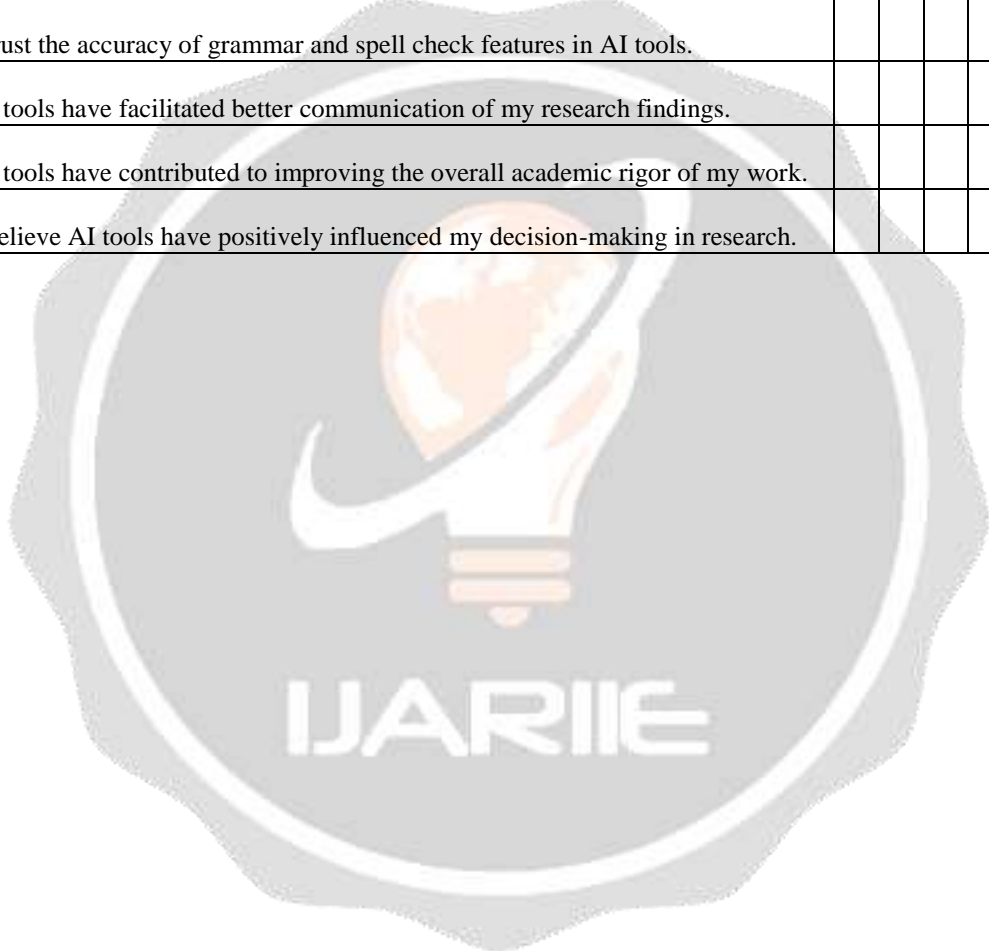 rust the accuracy of grammar and spell check features in AI tools.
tools have facilitated better communication of my research findings.
tools have contributed to improving the overall academic rigor of my work.
elieve AI tools have positively influenced my decision-making in research.
IJARIIE